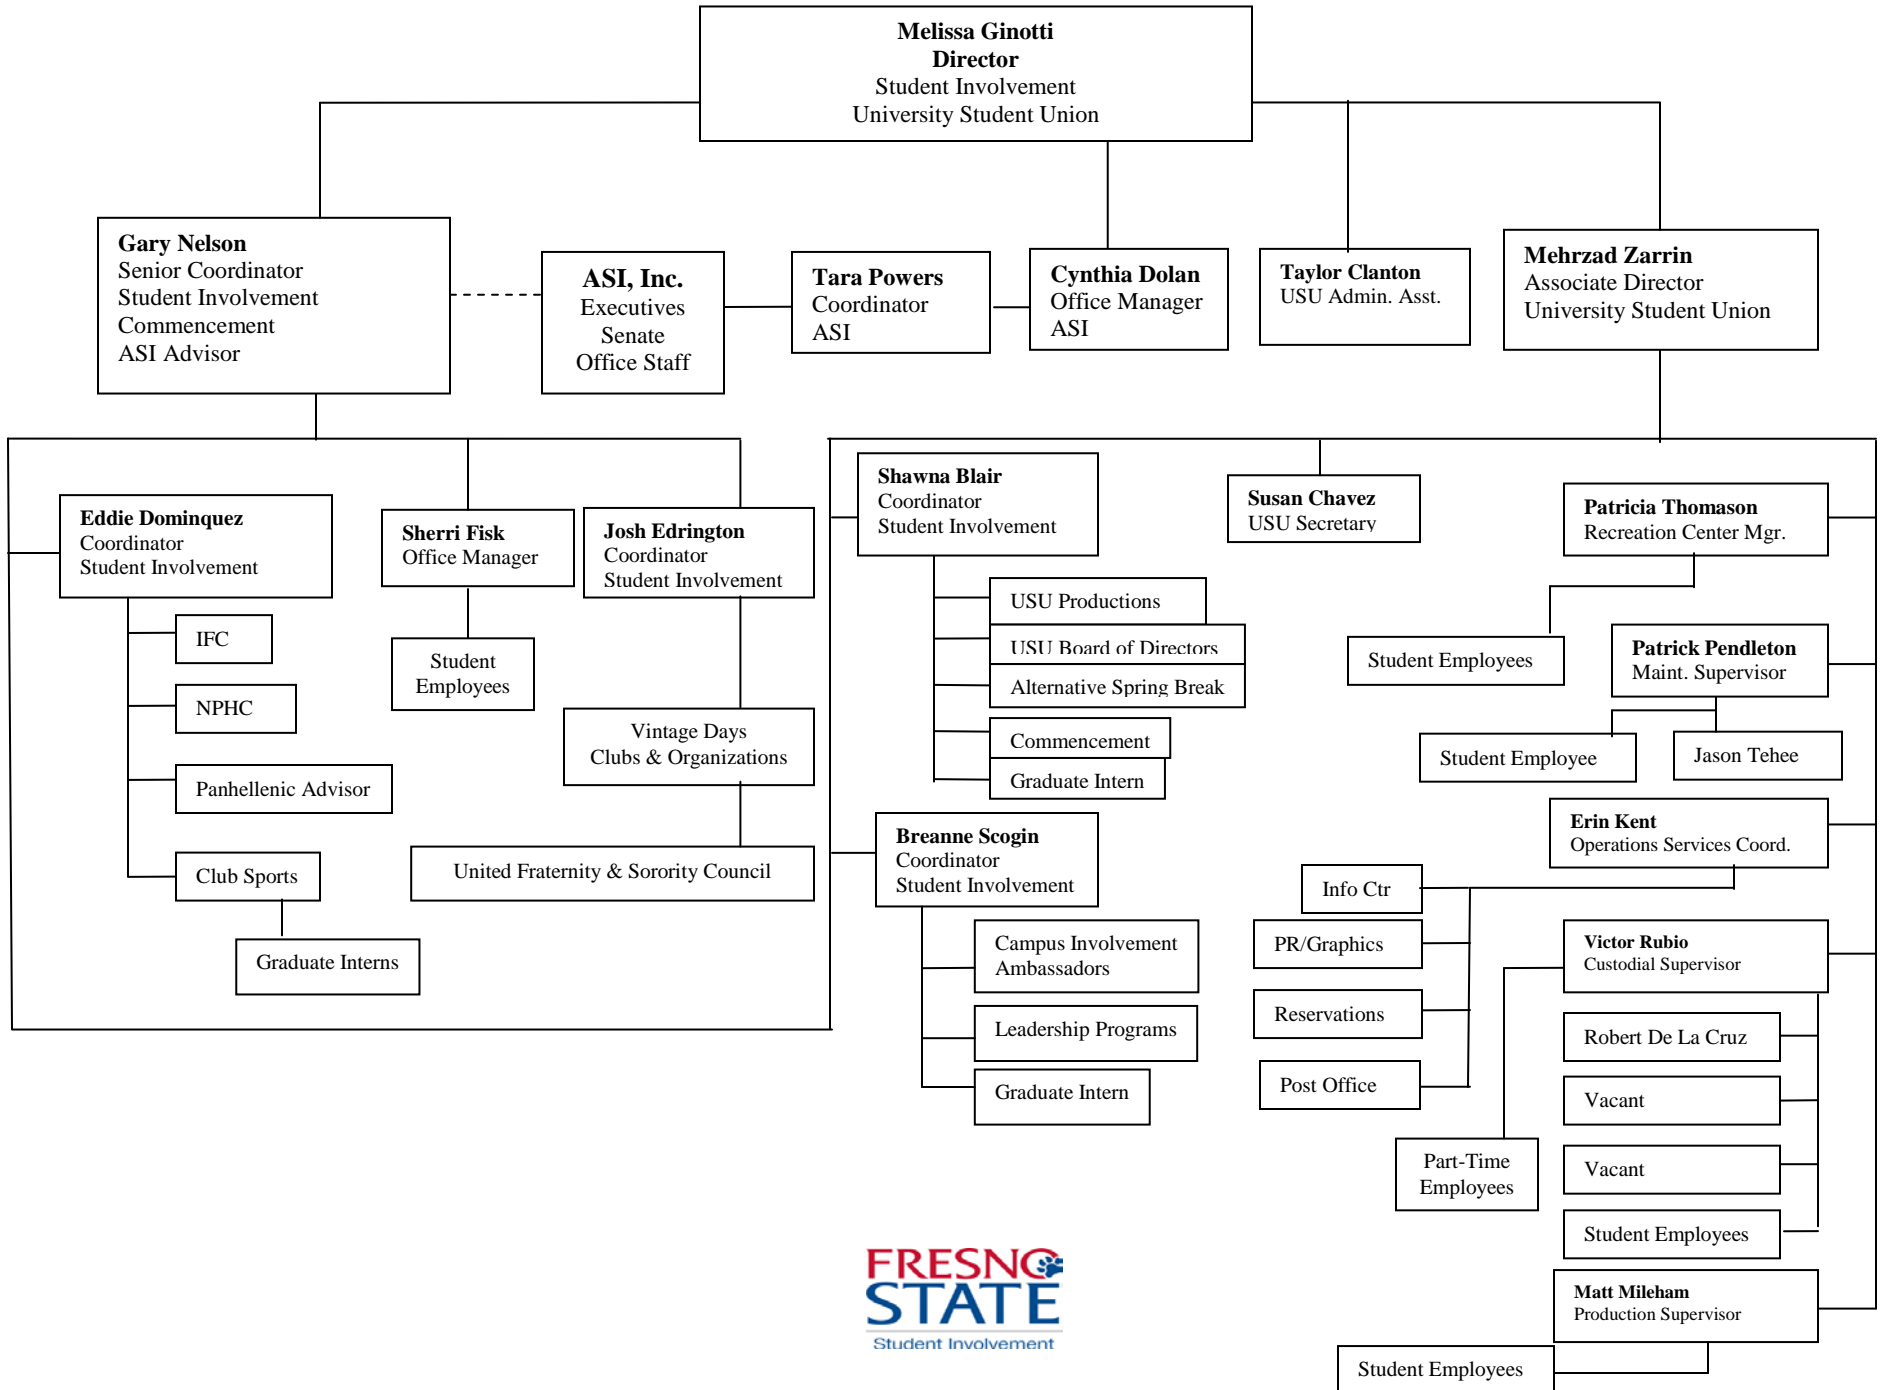 Melissa Ginotti
Director
Student Involvement
University Student Union
Gary Nelson
Senior Coordinator
Student Involvement
Commencement
ASI Advisor
ASI, Inc.
Executives
Senate
Office Staff
Tara Powers
Coordinator
ASI
Cynthia Dolan
Office Manager
ASI
Taylor Clanton
USU Admin. Asst.
Mehrzad Zarrin
Associate Director
University Student Union
Eddie Dominquez
Coordinator
Student Involvement
IFC
NPHC
Panhellenic Advisor
Club Sports
Graduate Interns
Sherri Fisk
Office Manager
Student
Employees
Josh Edrington
Coordinator
Student Involvement
Vintage Days
Clubs & Organizations
United Fraternity & Sorority Council
Shawna Blair
Coordinator
Student Involvement
USU Productions
USU Board of Directors
Alternative Spring Break
Commencement
Graduate Intern
Breanne Scogin
Coordinator
Student Involvement
Campus Involvement
Ambassadors
Leadership Programs
Graduate Intern
Susan Chavez
USU Secretary
Patricia Thomason
Recreation Center Mgr.
Student Employees
Patrick Pendleton
Maint. Supervisor
Student Employee
Jason Tehee
Erin Kent
Operations Services Coord.
Info Ctr
PR/Graphics
Reservations
Post Office
Victor Rubio
Custodial Supervisor
Robert De La Cruz
Vacant
Vacant
Student Employees
Part-Time
Employees
Matt Mileham
Production Supervisor
Student Employees
FRESNO
STATE
Student Involvement